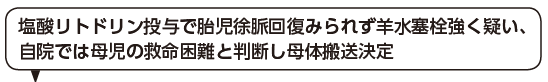 塩酸リトドリン投与で胎児徐脈回復みられず羊水塞栓強く疑い、
自院では母児の救命困難と判断し母体搬送決定